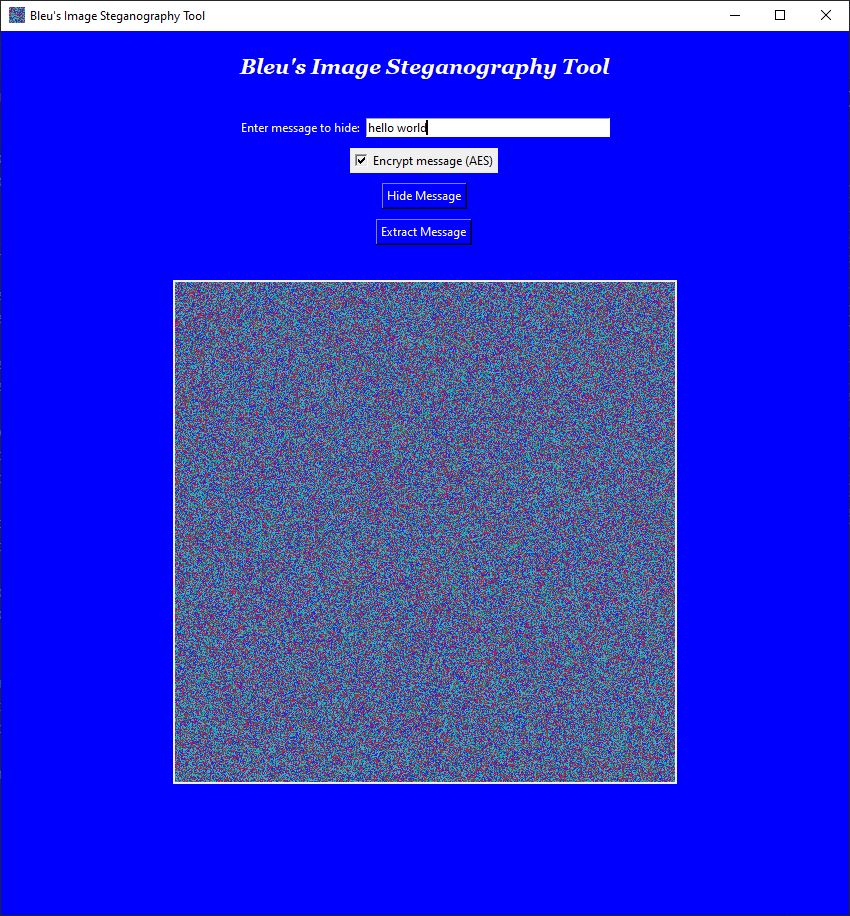 Bleu's Image Steganography Tool
Bleu's Image Steganography Tool
Enter message to hide: hello world
Encrypt message (AES)
Hide Message
Extract Message